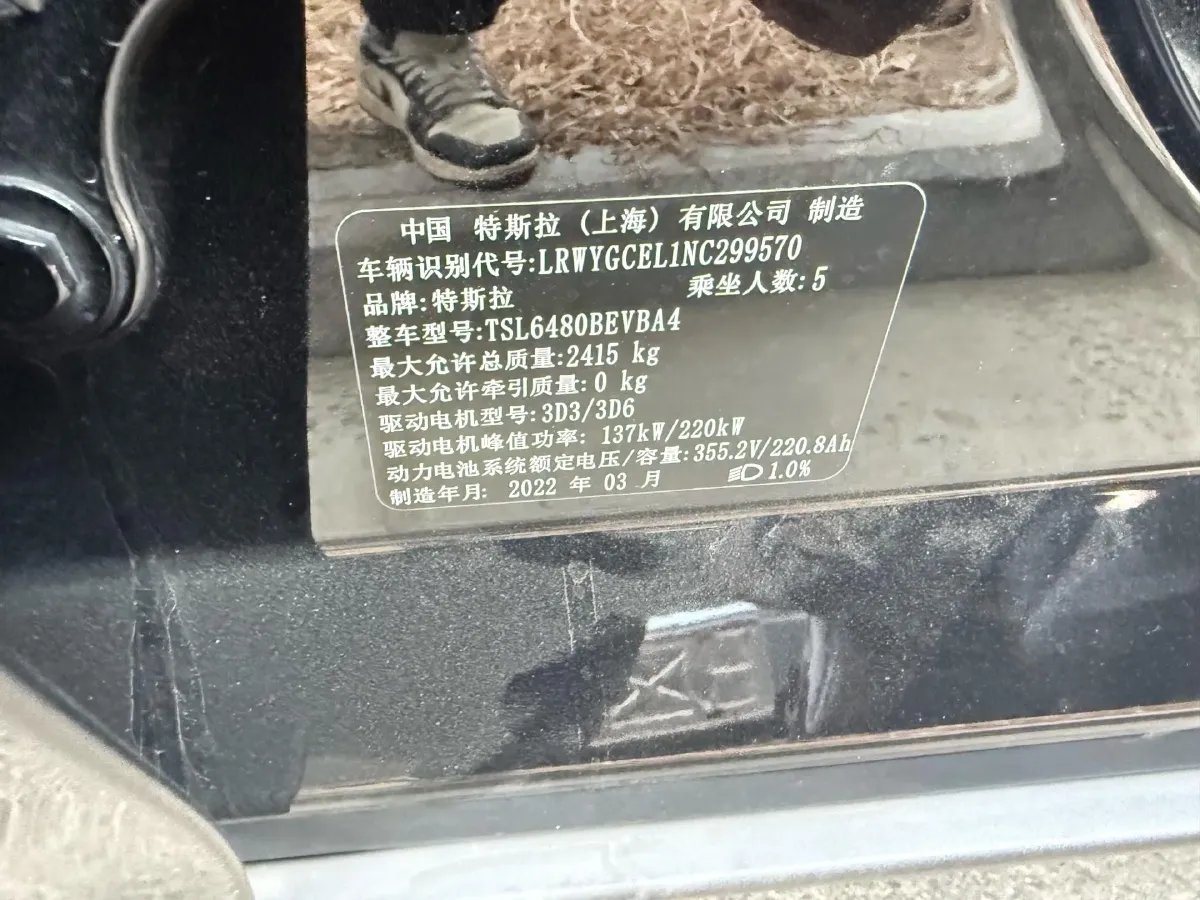 中国 特斯拉 (上海) 有限公司 制造
车辆识别代号:LRWYGCEL1NC299570
品牌:特斯拉 乘坐人数:5
整车型号:TSL6480BEVBA4
最大允许总质量:2415 kg
最大允许牵引质量:0 kg
驱动电机型号:3D3/3D6
驱动电机峰值功率: 137kW/220kW
动力电池系统额定电压/容量:355.2V/220.8Ah
制造年月: 2022 年 03 月 1.0%